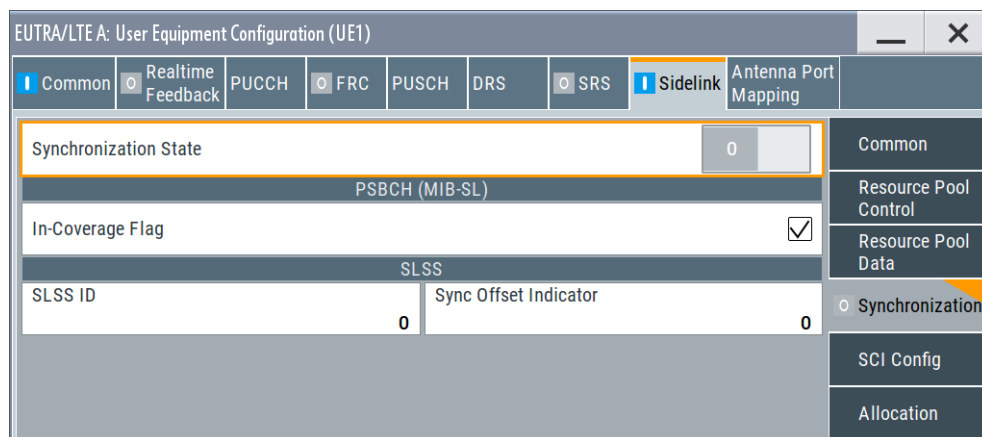 EUTRA/LTE A: User Equipment Configuration (UE1)
Common
Realtime
Feedback
PUCCH
FRC
PUSCH
DRS
SRS
Sidelink
Antenna Port
Mapping
Synchronization State
0
PSBCH (MIB-SL)
In-Coverage Flag
SLSS
SLSS ID
0
Sync Offset Indicator
0
Common
Resource Pool
Control
Resource Pool
Data
Synchronization
SCI Config
Allocation